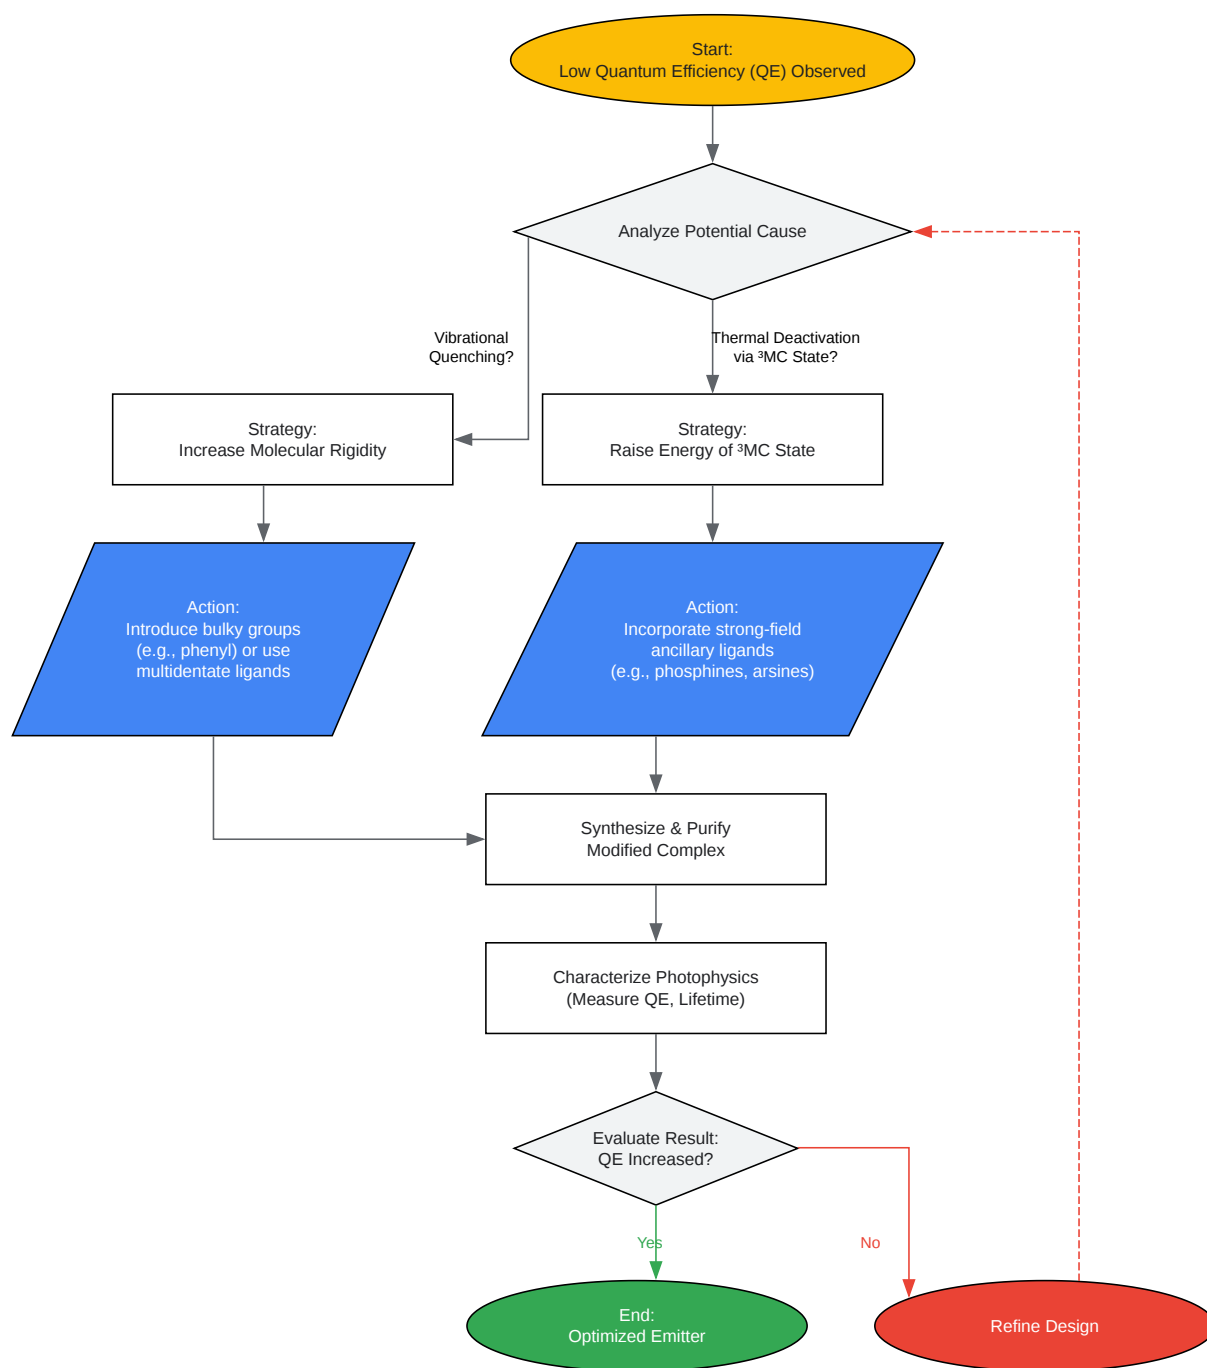 Start:
Low Quantum Efficiency (QE) Observed
Analyze Potential Cause
Vibrational
Quenching?
Thermal Deactivation
via ³MC State?
Strategy:
Increase Molecular Rigidity
Strategy:
Raise Energy of ³MC State
Action:
Introduce bulky groups
(e.g., phenyl) or use
multidentate ligands
Action:
Incorporate strong-field
ancillary ligands
(e.g., phosphines, arsines)
Synthesize & Purify
Modified Complex
Characterize Photophysics
(Measure QE, Lifetime)
Evaluate Result:
QE Increased?
Yes
No
End:
Optimized Emitter
Refine Design